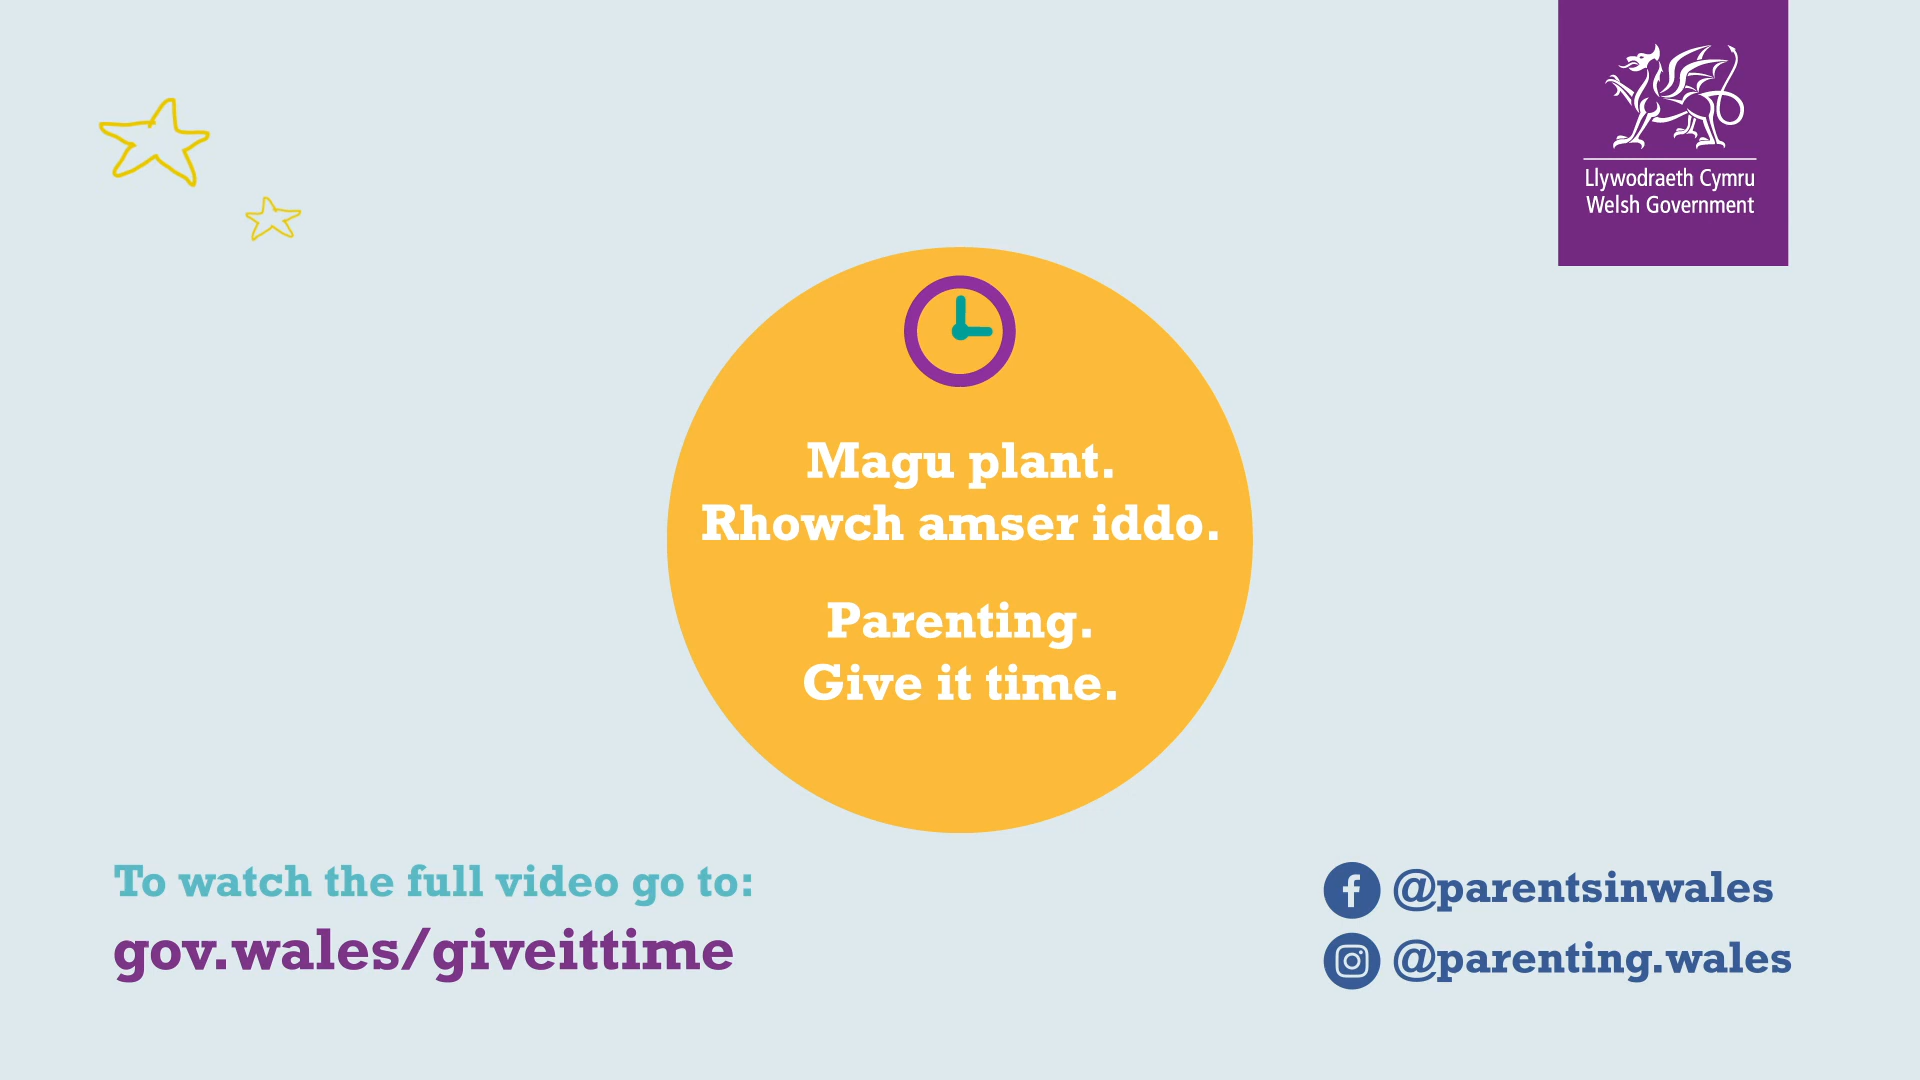 Llywodraeth Cymru
Welsh Government
Magu plant.
Rhowch amser iddo.
Parenting.
Give it time.
To watch the full video go to:
gov.wales/giveittime
@parentsinwales
@parenting.wales